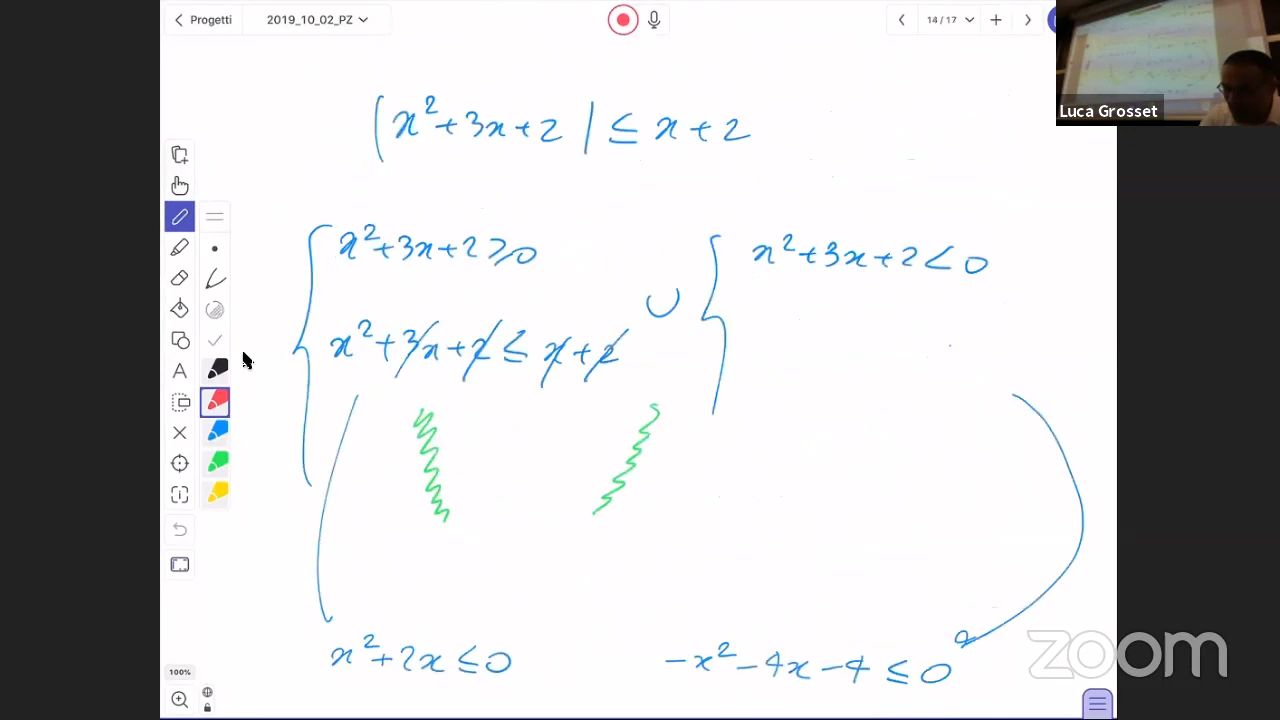 Progetti
2019_10_02_PZ
14 / 17
Luca Grosset
|x²+3x+2| ≤ x+2
x²+3x+2 ≥ 0
∪
x²+3x+2 < 0
x²+3x+2 ≤ x+2
x²+2x ≤ 0
-x²-4x-4 ≤ 0
zoom
100%